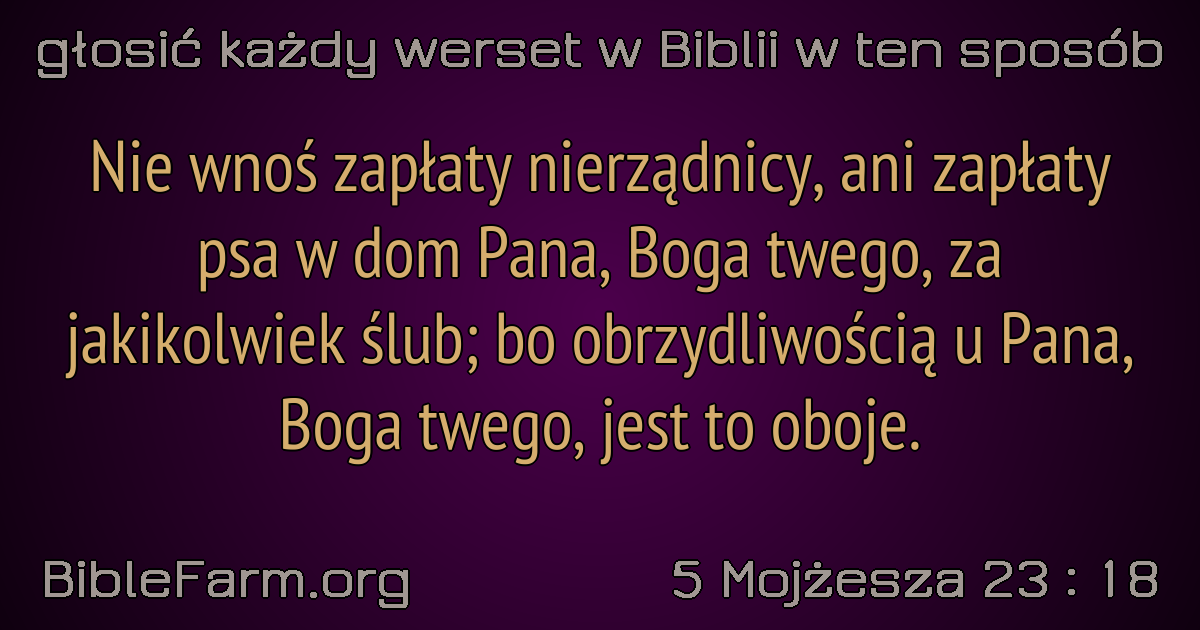 głosić każdy werset w Biblii w ten sposób
Nie wnoś zapłaty nierządnicy, ani zapłaty
psa w dom Pana, Boga twego, za
jakikolwiek ślub; bo obrzydliwością u Pana,
Boga twego, jest to oboje.
BibleFarm.org
5 Mojżesza 23 : 18